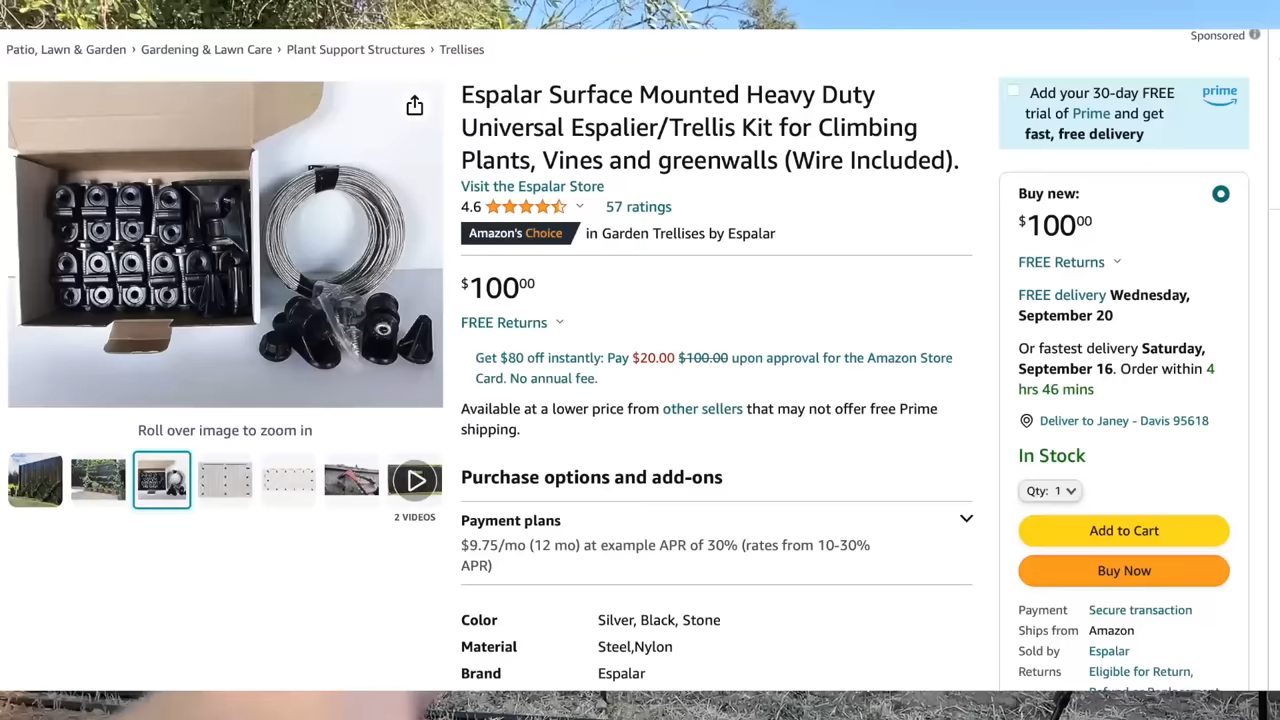 Sponsored
Patio, Lawn & Garden › Gardening & Lawn Care › Plant Support Structures › Trellises
Espalar Surface Mounted Heavy Duty
Universal Espalier/Trellis Kit for Climbing
Plants, Vines and greenwalls (Wire Included).
Visit the Espalar Store
4.6 57 ratings
Amazon's Choice in Garden Trellises by Espalar
$100 00
FREE Returns
Get $80 off instantly: Pay $20.00 $100.00 upon approval for the Amazon Store
Card. No annual fee.
Available at a lower price from other sellers that may not offer free Prime
shipping.
Roll over image to zoom in
2 VIDEOS
Purchase options and add-ons
Payment plans
$9.75/mo (12 mo) at example APR of 30% (rates from 10-30%
APR)
Color Silver, Black, Stone
Material Steel,Nylon
Brand Espalar
Add your 30-day FREE
trial of Prime and get
fast, free delivery
prime
Buy new:
$100 00
FREE Returns
FREE delivery Wednesday,
September 20
Or fastest delivery Saturday,
September 16. Order within 4
hrs 46 mins
Deliver to Janey - Davis 95618
In Stock
Qty: 1
Add to Cart
Buy Now
Payment Secure transaction
Ships from Amazon
Sold by Espalar
Returns Eligible for Return,